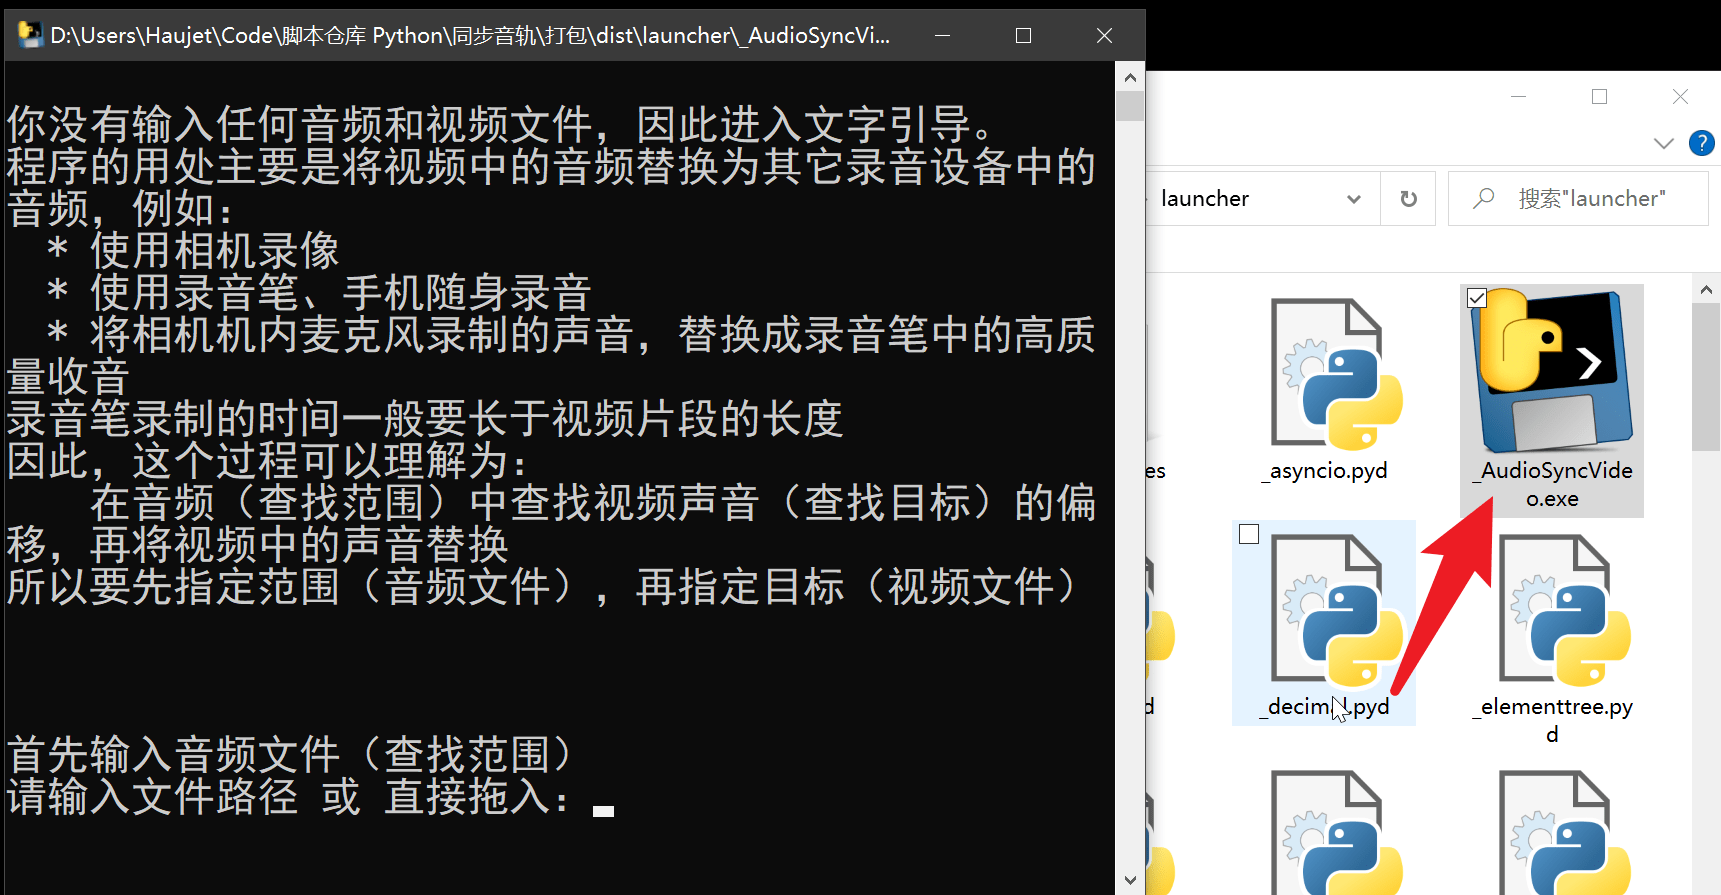 D:\Users\Haujet\Code\脚本仓库 Python\同步音轨\打包\dist\launcher\_AudioSyncVi...
你没有输入任何音频和视频文件，因此进入文字引导。
程序的用处主要是将视频中的音频替换为其它录音设备中的
音频，例如：
* 使用相机录像
* 使用录音笔、手机随身录音
* 将相机机内麦克风录制的声音，替换成录音笔中的高质
量收音
录音笔录制的时间一般要长于视频片段的长度
因此，这个过程可以理解为：
在音频（查找范围）中查找视频声音（查找目标）的偏
移，再将视频中的声音替换
所以要先指定范围（音频文件），再指定目标（视频文件）
首先输入音频文件（查找范围）
请输入文件路径 或 直接拖入：
?
launcher
搜索"launcher"
es
_asyncio.pyd
_AudioSyncVide
o.exe
d
_decimal.pyd
_elementtree.py
d